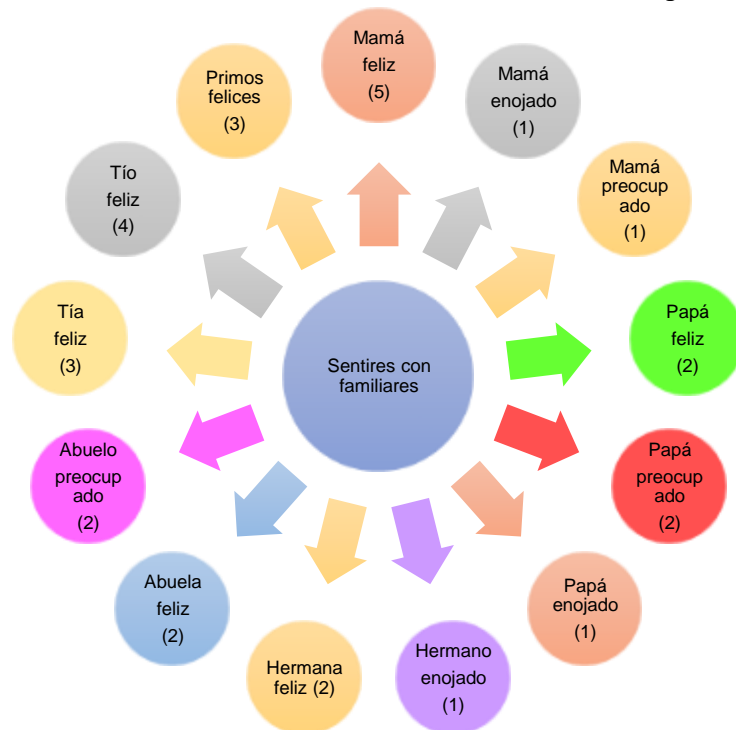 Mamá
feliz
(5)
Mamá
enojado
(1)
Mamá
preocup
ado
(1)
Papá
feliz
(2)
Papá
preocup
ado
(2)
Papá
enojado
(1)
Hermano
enojado
(1)
Hermana
feliz (2)
Abuela
feliz
(2)
Abuelo
preocup
ado
(2)
Tía
feliz
(3)
Tío
feliz
(4)
Primos
felices
(3)
Sentires con
familiares